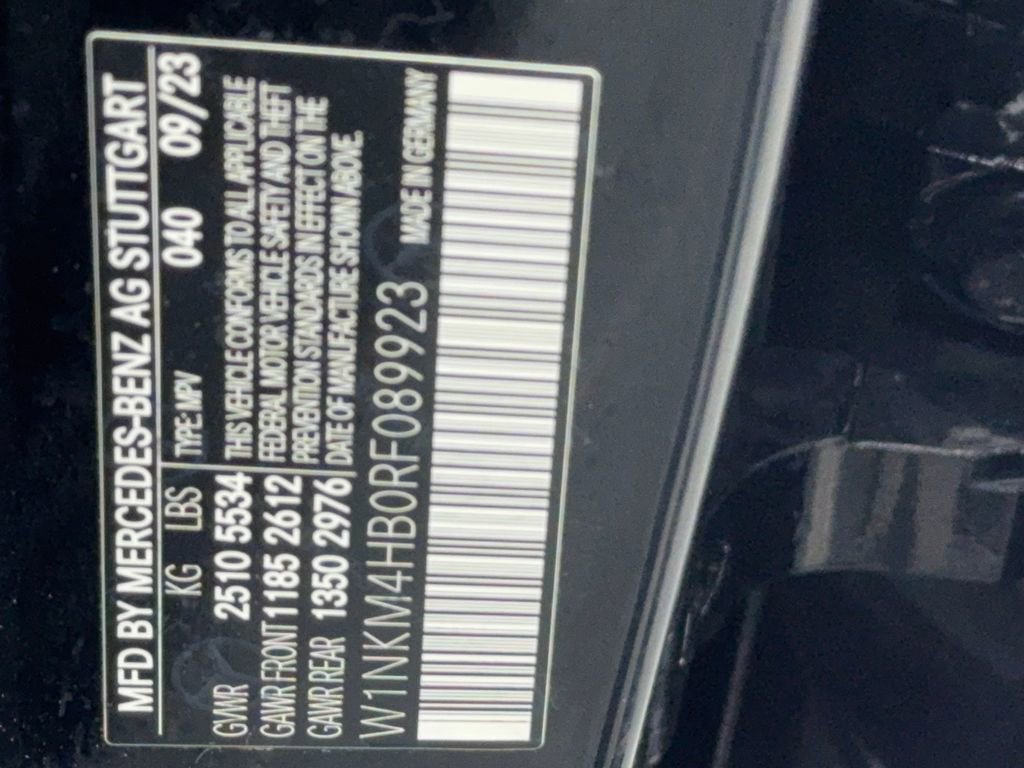 MFD BY MERCEDES-BENZ AG STUTTGART
KG LBS TYPE: MPV 040 09/23
GVWR 2510 5534 THIS VEHICLE CONFORMS TO ALL APPLICABLE
GAWR FRONT 1185 2612 FEDERAL MOTOR VEHICLE SAFETY AND THEFT
PREVENTION STANDARDS IN EFFECT ON THE
GAWR REAR 1350 2976 DATE OF MANUFACTURE SHOWN ABOVE.
W1NKM4HB0RF089923 MADE IN GERMANY